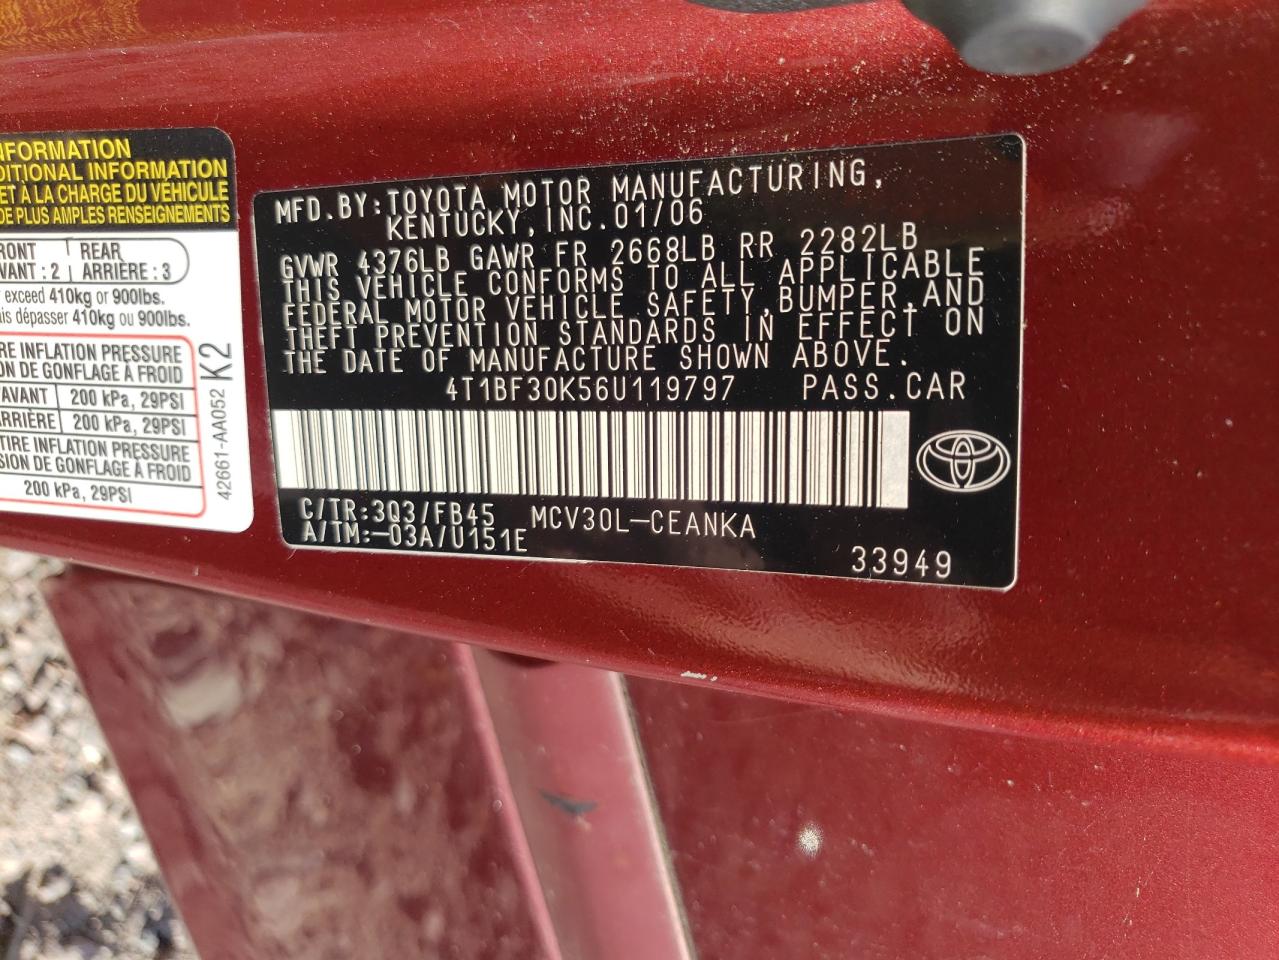 NFORMATION
DITIONAL INFORMATION
ET À LA CHARGE DU VÉHICULE
DE PLUS AMPLES RENSEIGNEMENTS
RONT REAR
VANT : 2 ARRIÈRE : 3
exceed 410kg or 900lbs.
is dépasser 410kg ou 900lbs.
RE INFLATION PRESSURE
ON DE GONFLAGE À FROID
AVANT 200 kPa, 29PSI
ARRIÈRE 200 kPa, 29PSI
TIRE INFLATION PRESSURE
SION DE GONFLAGE À FROID
200 kPa, 29PSI
42661-AA052 K2
MFD.BY:TOYOTA MOTOR MANUFACTURING,
KENTUCKY,INC.01/06
GVWR 4376LB GAWR FR 2668LB RR 2282LB
THIS VEHICLE CONFORMS TO ALL APPLICABLE
FEDERAL MOTOR VEHICLE SAFETY,BUMPER,AND
THEFT PREVENTION STANDARDS IN EFFECT ON
THE DATE OF MANUFACTURE SHOWN ABOVE.
4T1BF30K56U119797 PASS.CAR
C/TR:3Q3/FB45 MCV30L-CEANKA
A/TM:-03A/U151E
33949